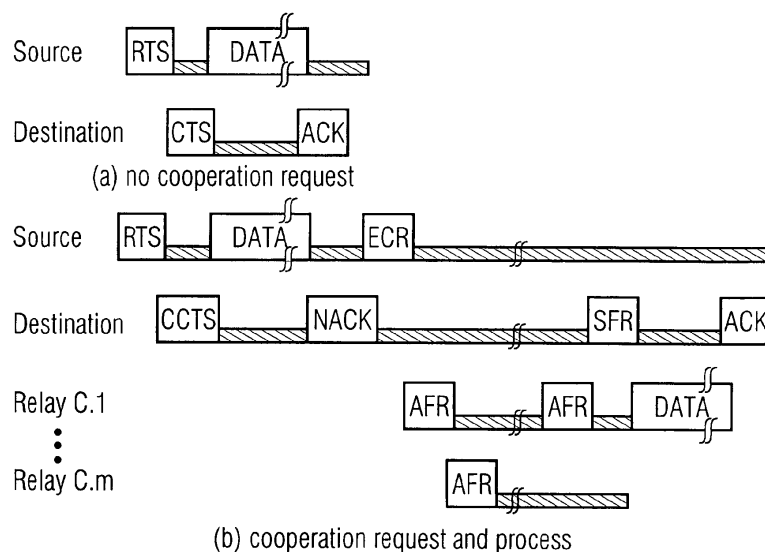 Source RTS DATA
Destination CTS ACK
(a) no cooperation request
Source RTS DATA ECR
Destination CCTS NACK SFR ACK
Relay C.1 AFR AFR DATA
Relay C.m AFR
(b) cooperation request and process